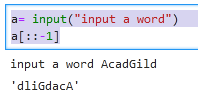 a= input("input a word")
a[::-1]
input a word AcadGild
'dliGdacA'